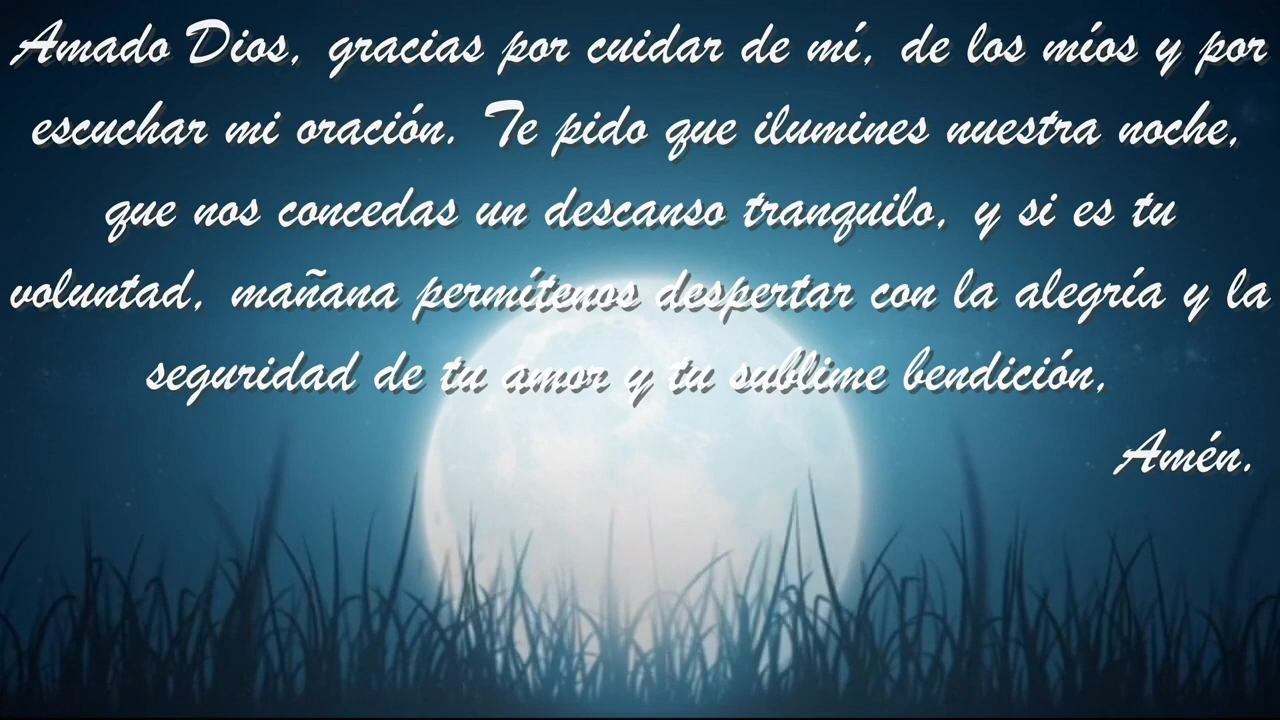 Amado Dios, gracias por cuidar de mí, de los míos y por
escuchar mi oración. Te pido que ilumines nuestra noche,
que nos concedas un descanso tranquilo, y si es tu
voluntad, mañana permítenos despertar con la alegría y la
seguridad de tu amor y tu sublime bendición,
Amén.